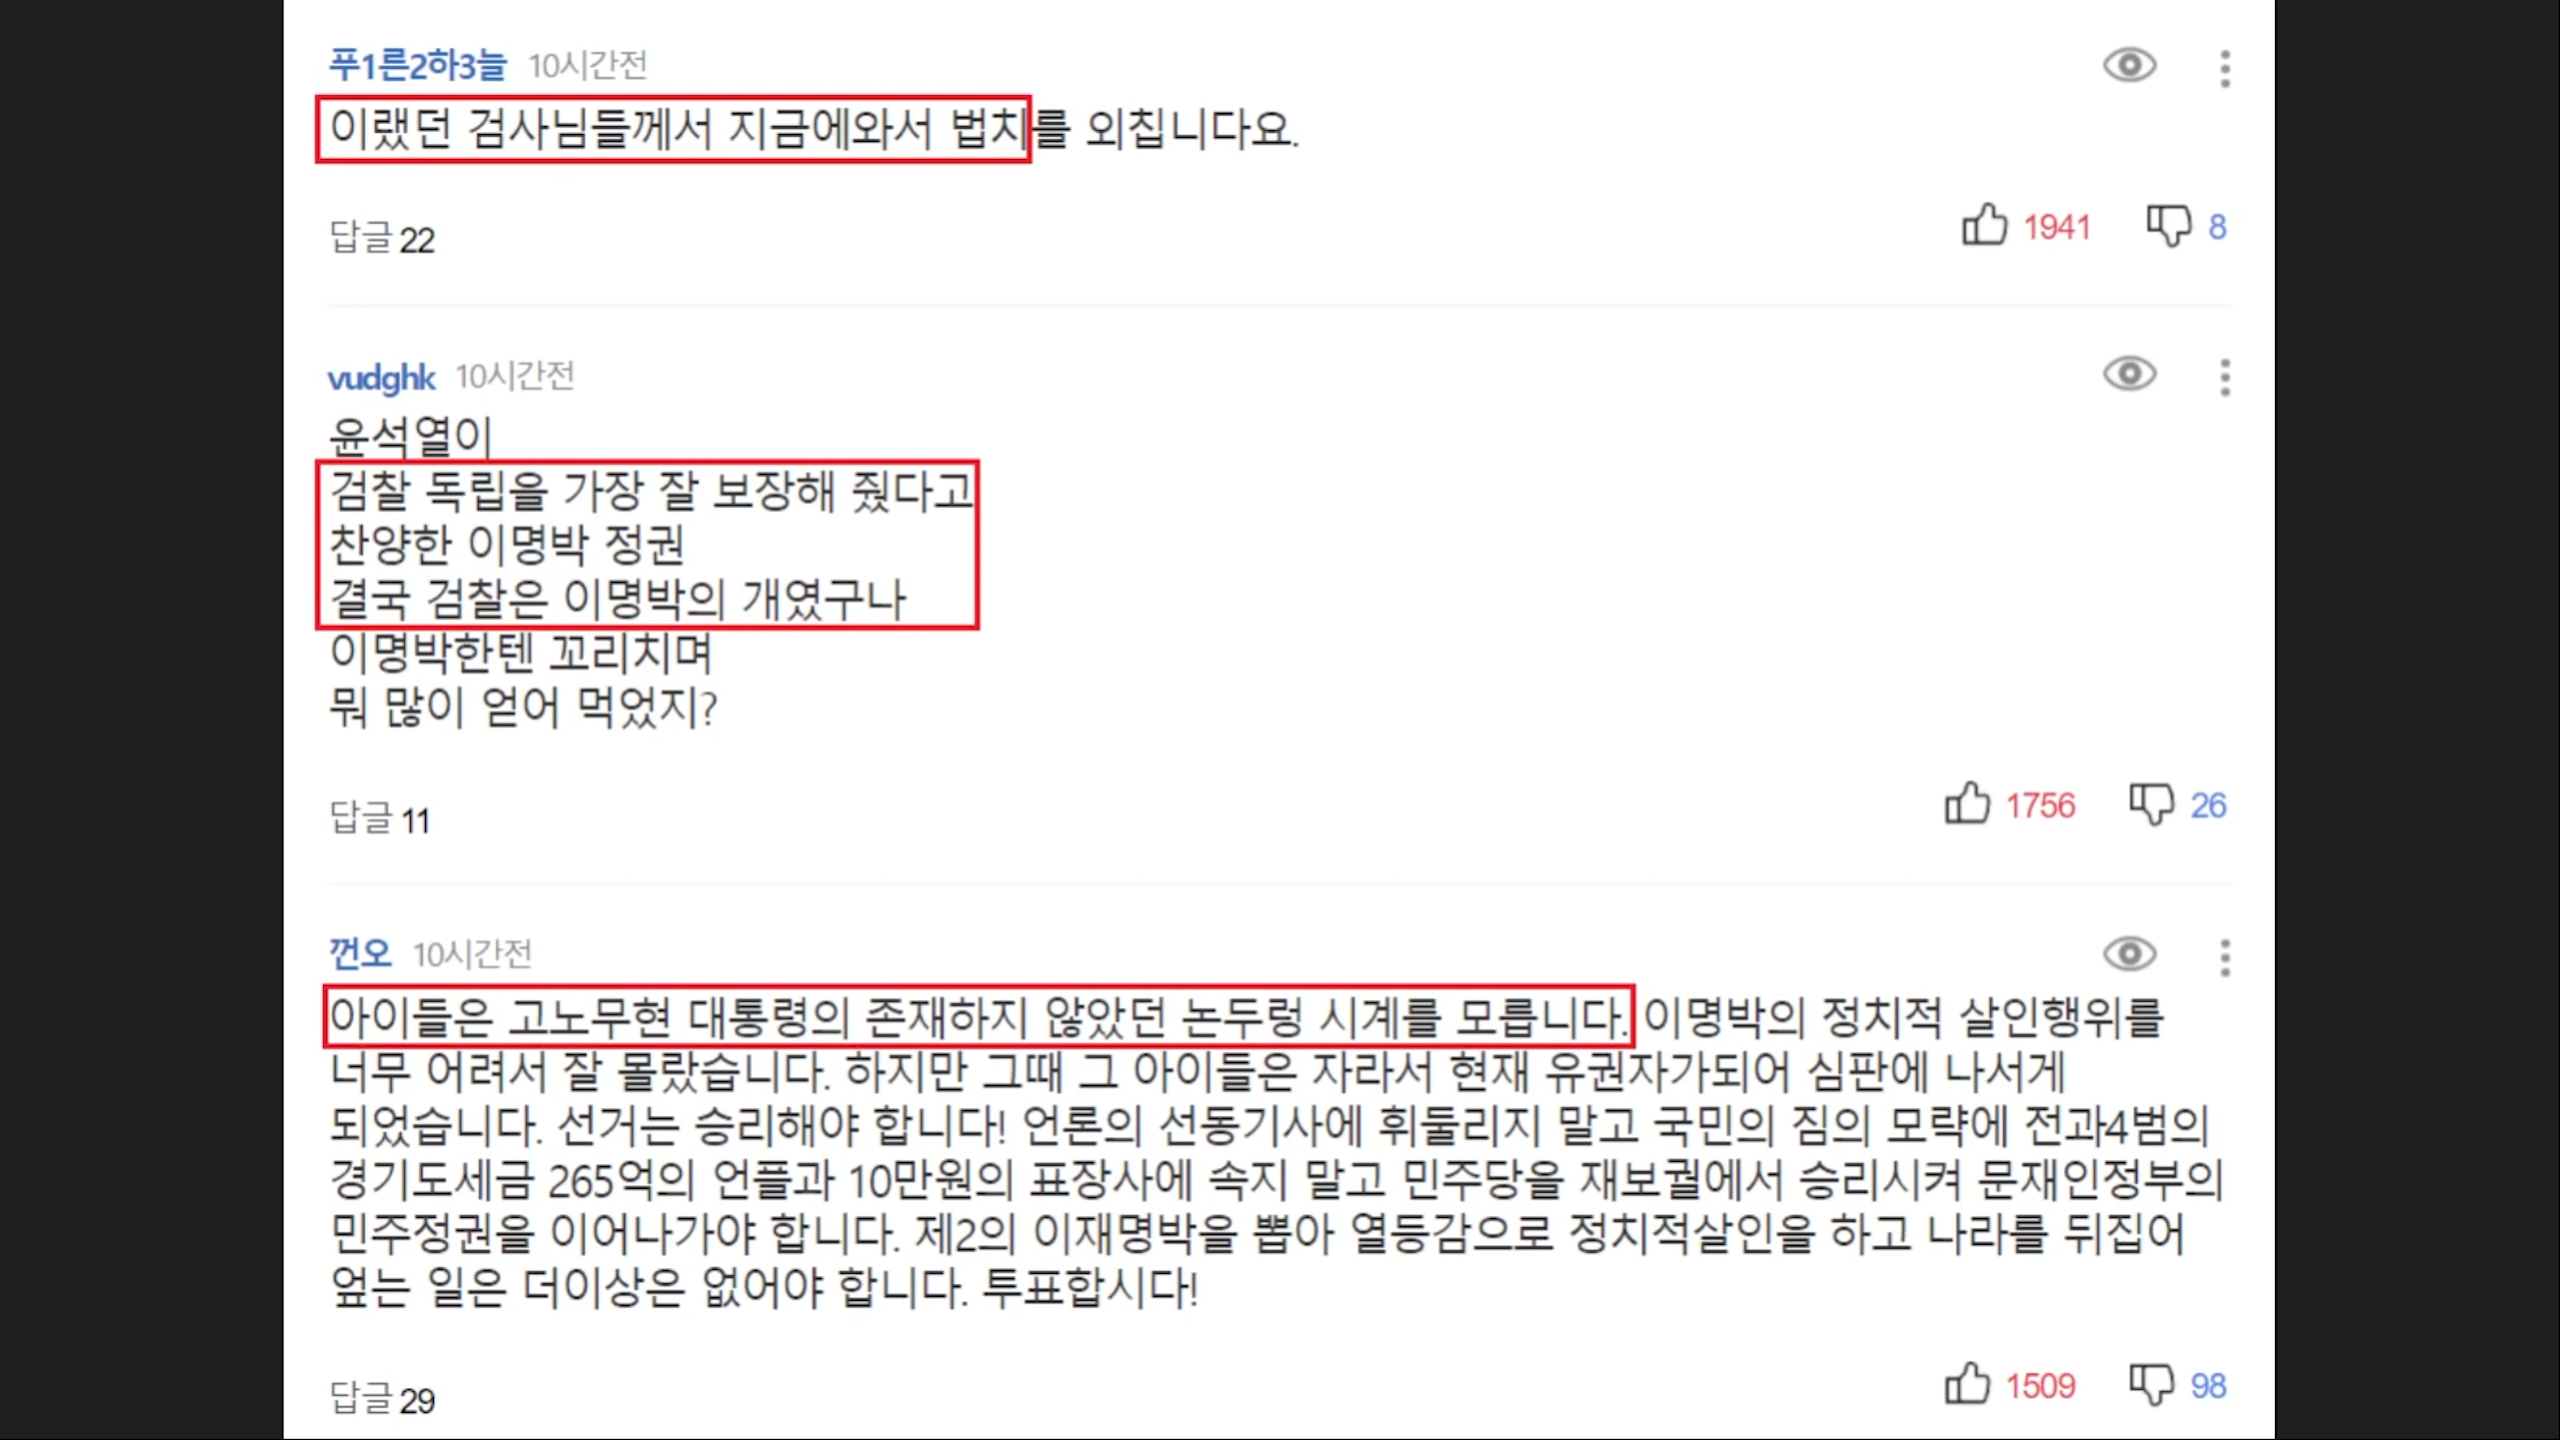 푸1른2하3늘 10시간전
이랬던 검사님들께서 지금에와서 법치를 외칩니다요.
답글 22 1941 8
vudghk 10시간전
윤석열이
검찰 독립을 가장 잘 보장해 줬다고
찬양한 이명박 정권
결국 검찰은 이명박의 개였구나
이명박한텐 꼬리치며
뭐 많이 얻어 먹었지?
답글 11 1756 26
껀오 10시간전
아이들은 고노무현 대통령의 존재하지 않았던 논두렁 시계를 모릅니다. 이명박의 정치적 살인행위를
너무 어려서 잘 몰랐습니다. 하지만 그때 그 아이들은 자라서 현재 유권자가되어 심판에 나서게
되었습니다. 선거는 승리해야 합니다! 언론의 선동기사에 휘둘리지 말고 국민의 짐의 모략에 전과4범의
경기도세금 265억의 언플과 10만원의 표장사에 속지 말고 민주당을 재보궐에서 승리시켜 문재인정부의
민주정권을 이어나가야 합니다. 제2의 이재명박을 뽑아 열등감으로 정치적살인을 하고 나라를 뒤집어
엎는 일은 더이상은 없어야 합니다. 투표합시다!
답글 29 1509 98